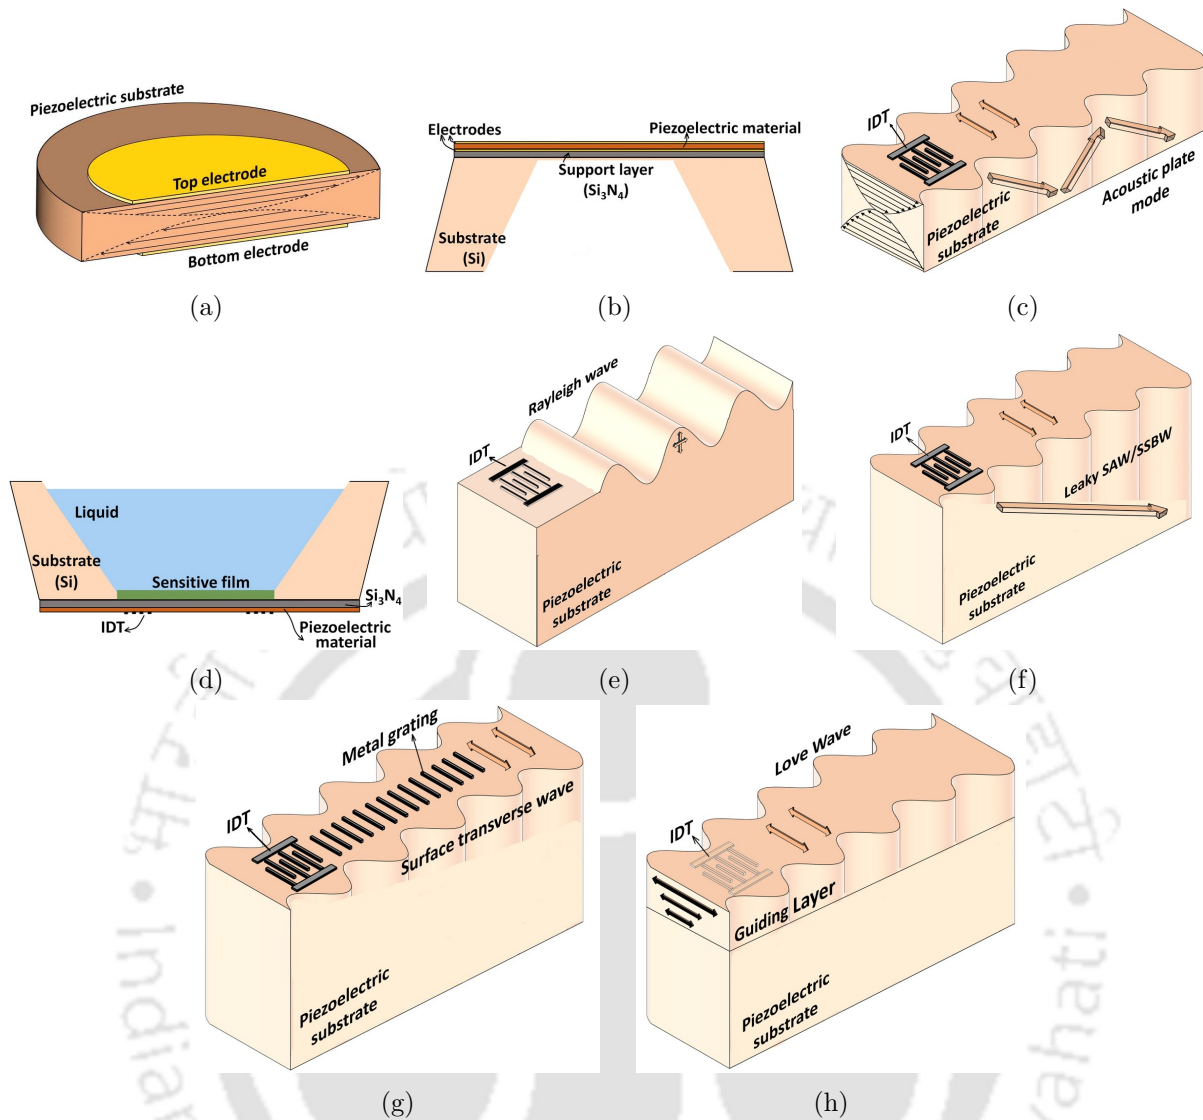 Piezoelectric substrate
Top electrode
Bottom electrode
(a)
Electrodes
Piezoelectric material
Support layer
(Si₃N₄)
Substrate
(Si)
(b)
IDT
Piezoelectric
substrate
Acoustic plate
mode
(c)
Liquid
Substrate
(Si)
Sensitive film
Si₃N₄
IDT
Piezoelectric
material
(d)
Rayleigh wave
IDT
Piezoelectric
substrate
(e)
IDT
Leaky SAW/SSBW
Piezoelectric
substrate
(f)
Metal grating
IDT
Surface transverse wave
Piezoelectric
substrate
(g)
Love Wave
IDT
Guiding Layer
Piezoelectric
substrate
(h)
Indian